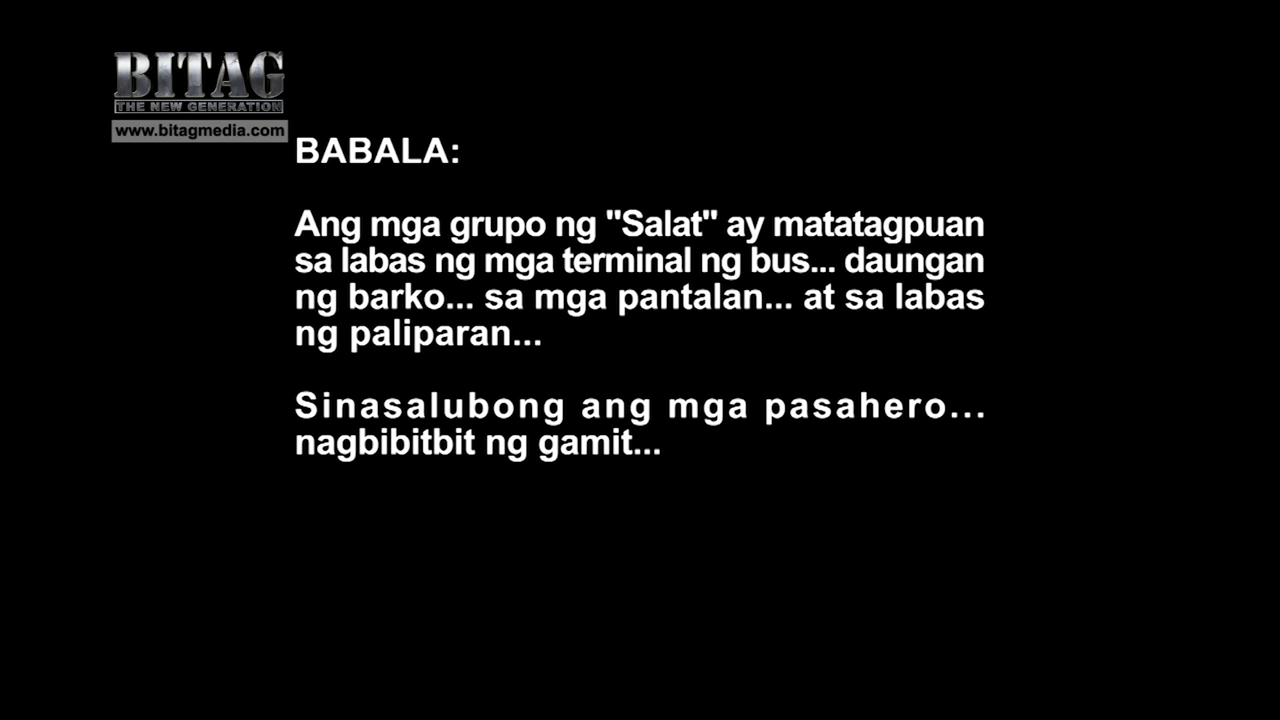 BITAG
THE NEW GENERATION
www.bitagmedia.com
BABALA:
Ang mga grupo ng "Salat" ay matatagpuan
sa labas ng mga terminal ng bus... daungan
ng barko... sa mga pantalan... at sa labas
ng paliparan...
Sinasalubong ang mga pasahero...
nagbibitbit ng gamit...